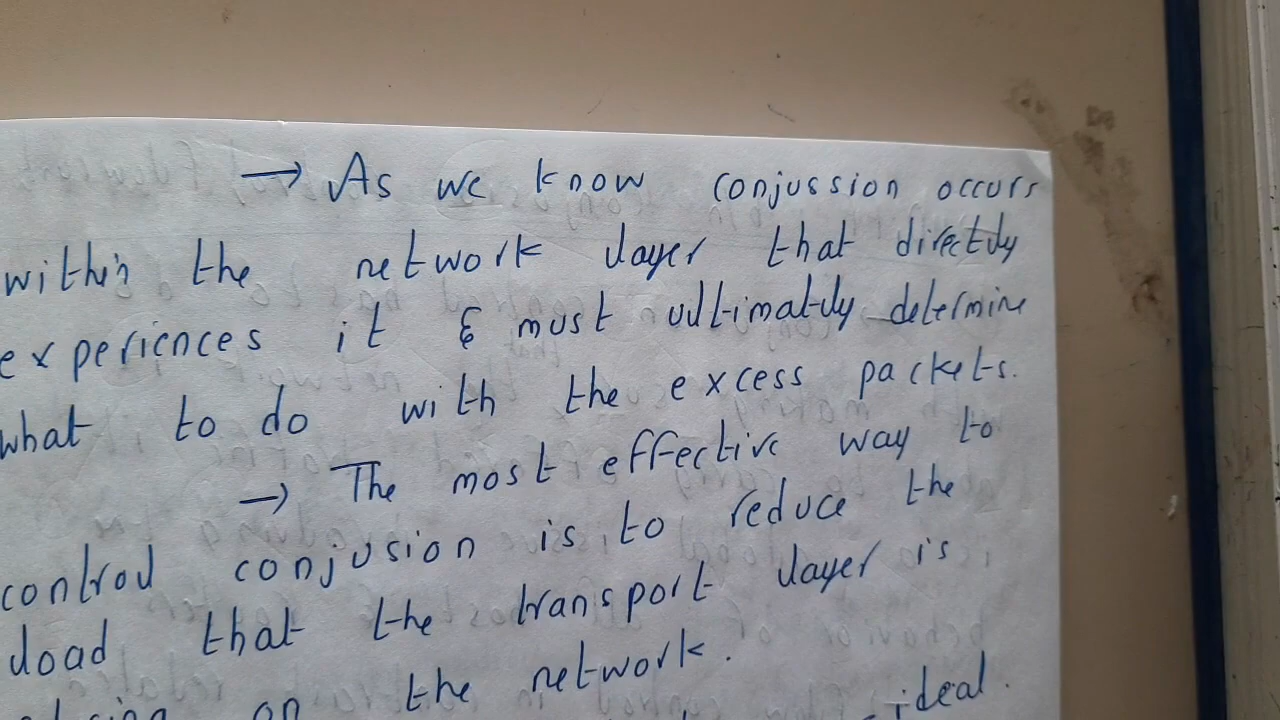 → As we know conjussion occurs
within the network layer that directly
experiences it & must ultimatly determine
what to do with the excess packets.
→ The most effective way to
control conjusion is to reduce the
load that the transport layer is
on the network.
ideal.